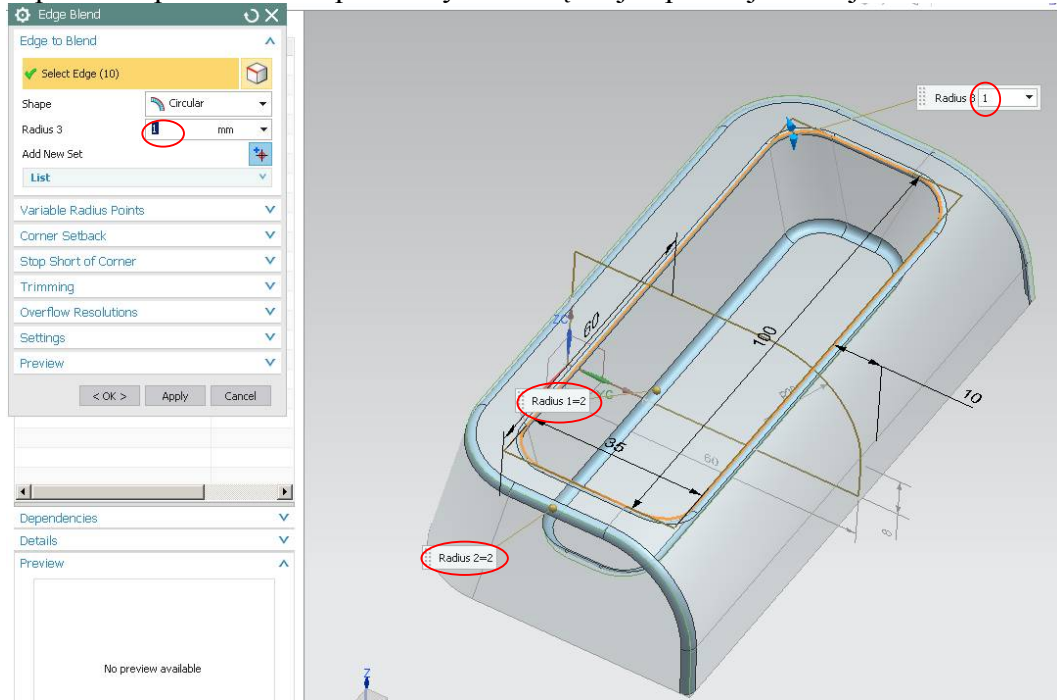 Edge Blend
Edge to Blend
Select Edge (10)
Shape Circular
Radius 3 1 mm
Add New Set
List
Variable Radius Points
Corner Setback
Stop Short of Corner
Trimming
Overflow Resolutions
Settings
Preview
< OK > Apply Cancel
Dependencies
Details
Preview
No preview available
Radius 3 1
60
100
ZC
YC
Radius 1=2
10
35
60
8
Radius 2=2
Z